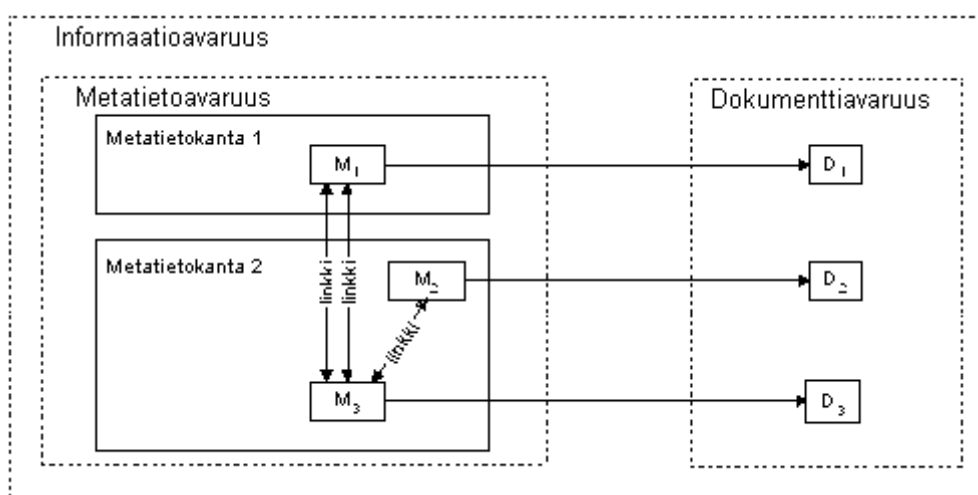 Informaatioavaruus
Metatietoavaruus
Dokumenttiavaruus
Metatietokanta 1
M1
D1
linkki
linkki
Metatietokanta 2
M2
D2
linkki
M3
D3